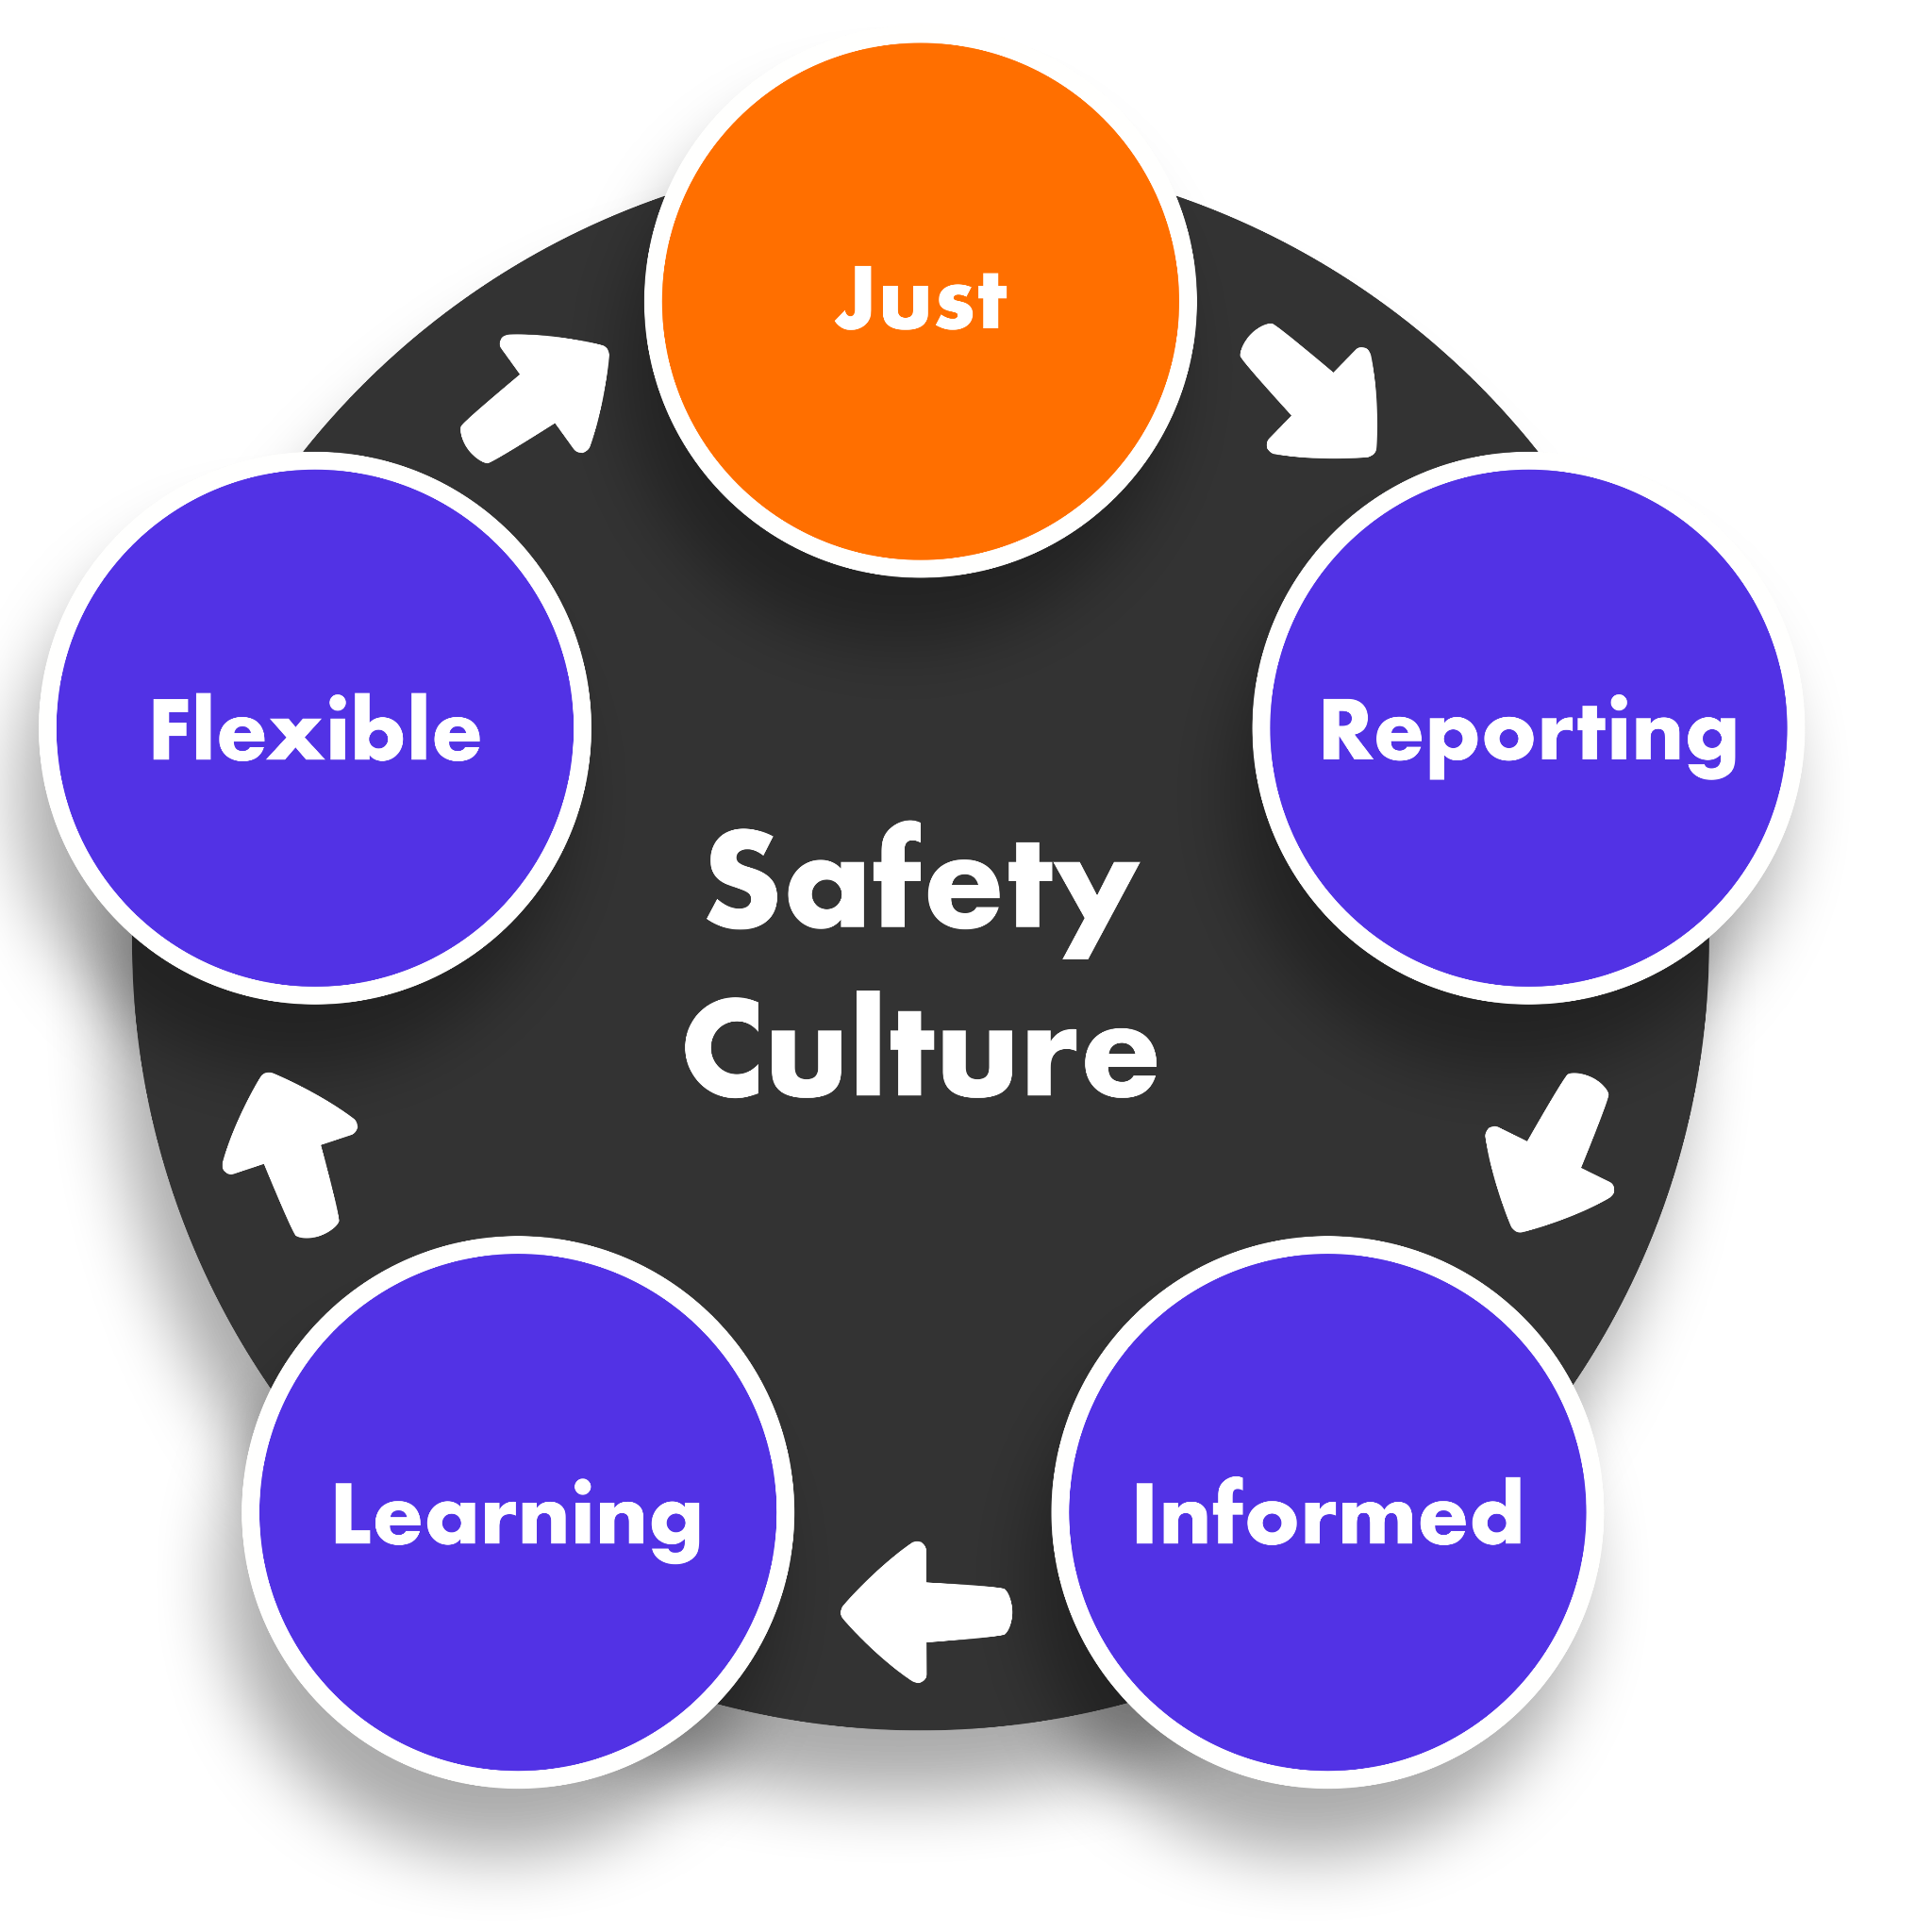 Just
Flexible
Reporting
Safety
Culture
Learning
Informed